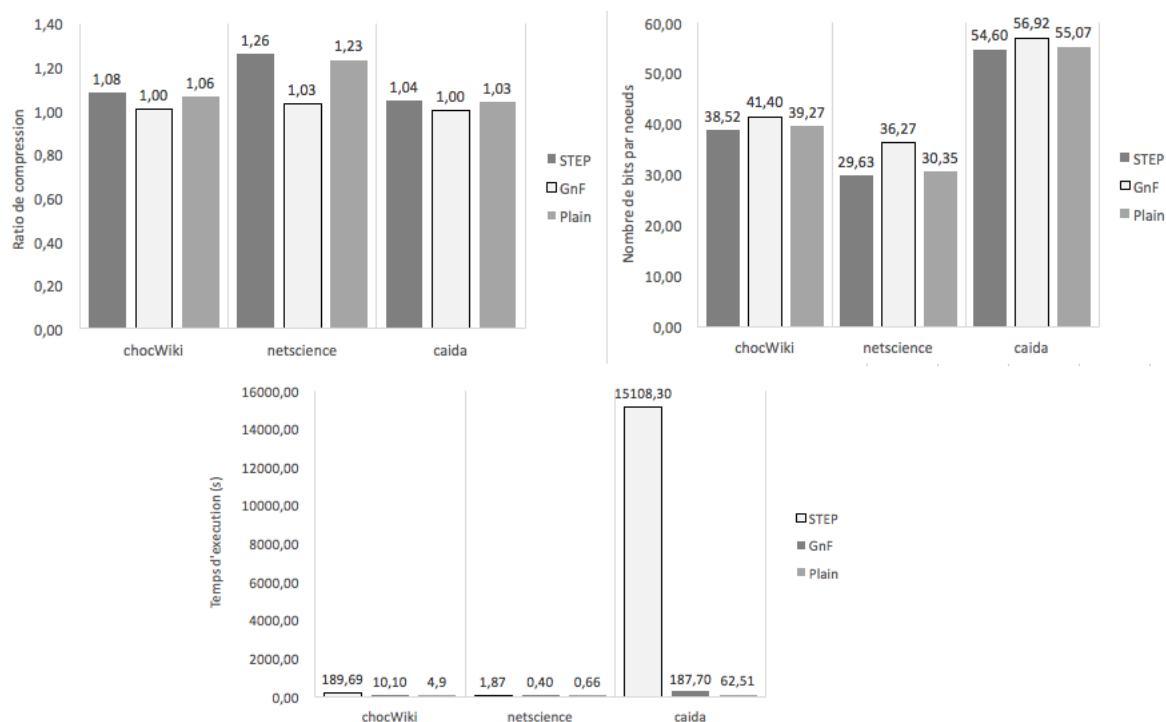 Ratio de compression
1,40
1,20
1,00
0,80
0,60
0,40
0,20
0,00
1,08
1,00
1,06
1,26
1,03
1,23
1,04
1,00
1,03
chocWiki
netscience
caida
STEP
GnF
Plain
Nombre de bits par noeuds
60,00
50,00
40,00
30,00
20,00
10,00
0,00
38,52
41,40
39,27
29,63
36,27
30,35
54,60
56,92
55,07
chocWiki
netscience
caida
STEP
GnF
Plain
Temps d'execution (s)
16000,00
14000,00
12000,00
10000,00
8000,00
6000,00
4000,00
2000,00
0,00
189,69
10,10
4,9
1,87
0,40
0,66
15108,30
187,70
62,51
chocWiki
netscience
caida
STEP
GnF
Plain